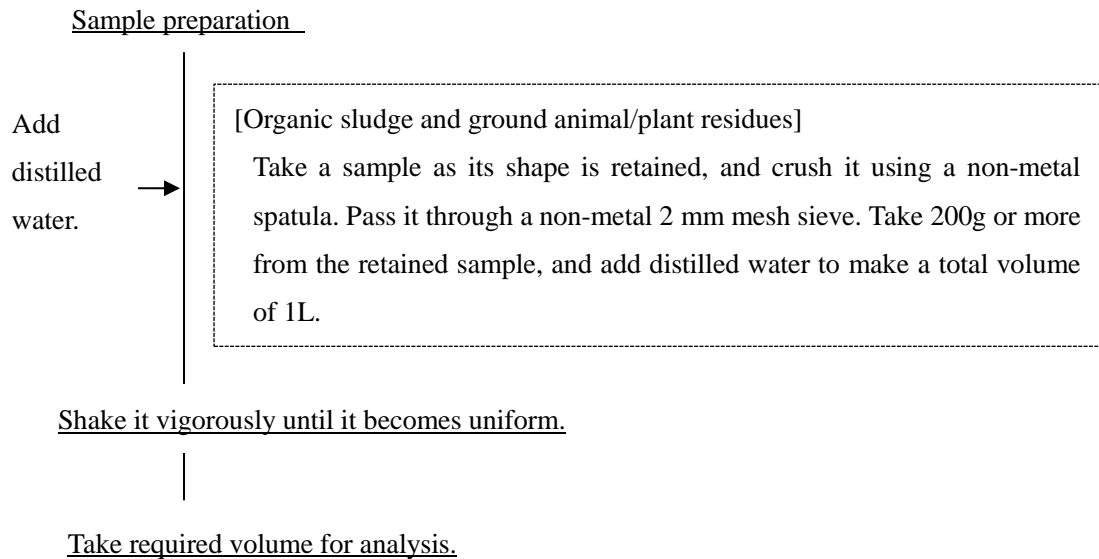 Sample preparation
Add
distilled
water.
[Organic sludge and ground animal/plant residues]
Take a sample as its shape is retained, and crush it using a non-metal
spatula. Pass it through a non-metal 2 mm mesh sieve. Take 200g or more
from the retained sample, and add distilled water to make a total volume
of 1L.
Shake it vigorously until it becomes uniform.
Take required volume for analysis.